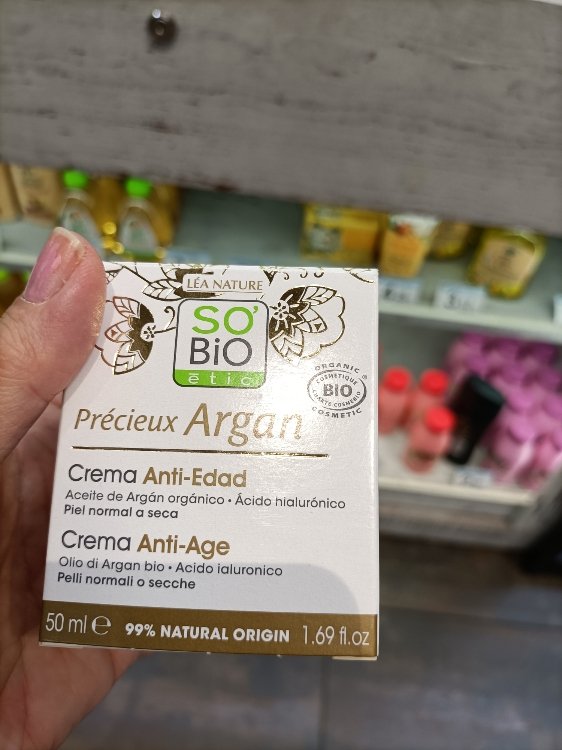 LÉA NATURE
SO'
BiO
étic
ORGANIC
COSMÉTIQUE
BIO
CHARTE COSMÉBIO
COSMETIC
Précieux Argan
Crema Anti-Edad
Aceite de Argán orgánico • Ácido hialurónico
Piel normal a seca
Crema Anti-Age
Olio di Argan bio • Acido ialuronico
Pelli normali o secche
50 ml ℮ 99% NATURAL ORIGIN 1.69 fl.oz